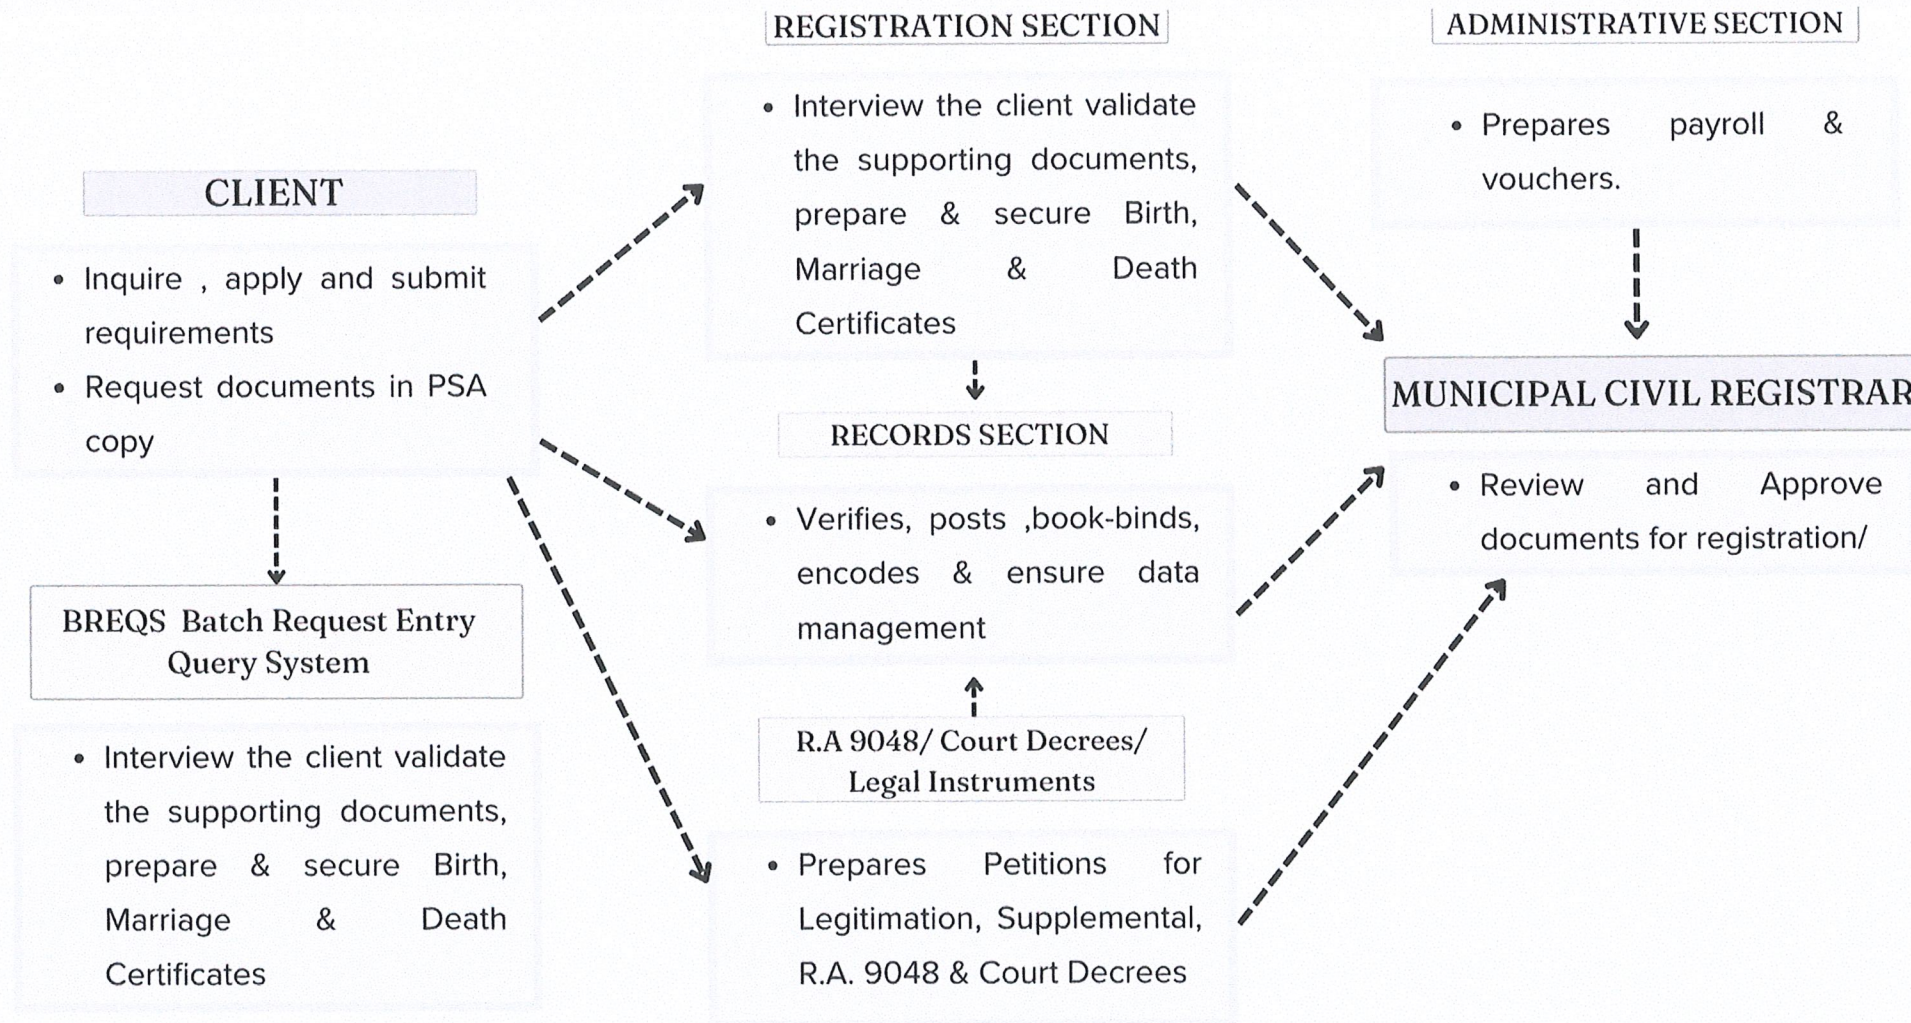 CLIENT
• Inquire , apply and submit
requirements
• Request documents in PSA
copy
BREQS Batch Request Entry
Query System
• Interview the client validate
the supporting documents,
prepare & secure Birth,
Marriage & Death
Certificates
REGISTRATION SECTION
• Interview the client validate
the supporting documents,
prepare & secure Birth,
Marriage & Death
Certificates
RECORDS SECTION
• Verifies, posts ,book-binds,
encodes & ensure data
management
R.A 9048/ Court Decrees/
Legal Instruments
• Prepares Petitions for
Legitimation, Supplemental,
R.A. 9048 & Court Decrees
ADMINISTRATIVE SECTION
• Prepares payroll &
vouchers.
MUNICIPAL CIVIL REGISTRAR
• Review and Approve
documents for registration/